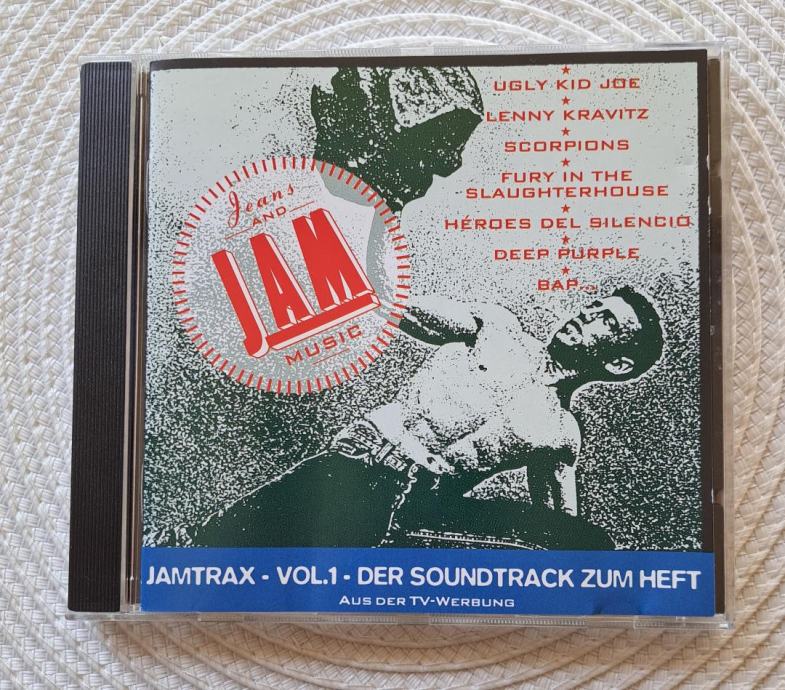 UGLY KID JOE
LENNY KRAVITZ
SCORPIONS
FURY IN THE
SLAUGHTERHOUSE
HÉROES DEL SILENCIO
DEEP PURPLE
BAP...
Jeans
AND
JAM
MUSIC
JAMTRAX - VOL.1 - DER SOUNDTRACK ZUM HEFT
AUS DER TV-WERBUNG